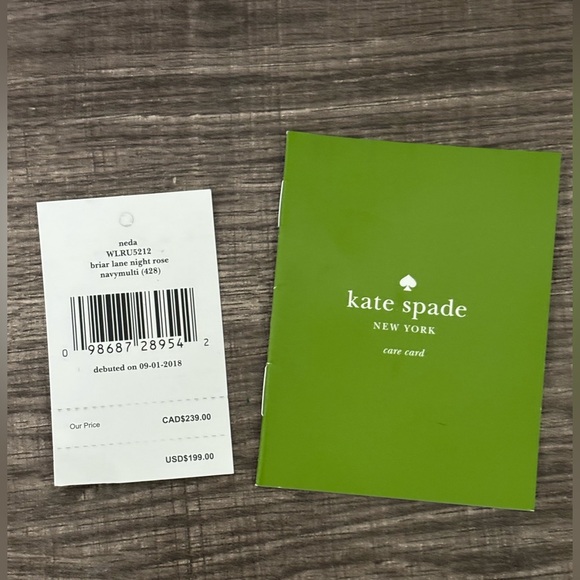 neda
WLRU5212
briar lane night rose
navymulti (428)
0 98687 28954 2
debuted on 09-01-2018
Our Price CAD$239.00
USD$199.00
kate spade
NEW YORK
care card